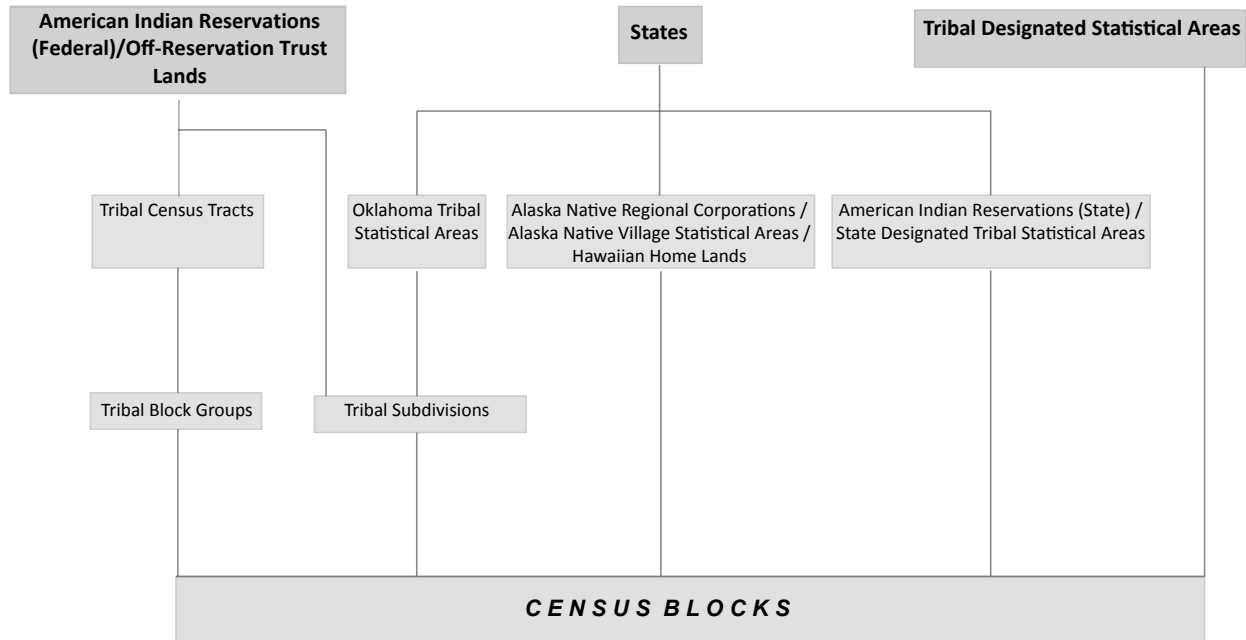 American Indian Reservations
(Federal)/Off-Reservation Trust
Lands
States
Tribal Designated Statistical Areas
Tribal Census Tracts
Oklahoma Tribal
Statistical Areas
Alaska Native Regional Corporations /
Alaska Native Village Statistical Areas /
Hawaiian Home Lands
American Indian Reservations (State) /
State Designated Tribal Statistical Areas
Tribal Block Groups
Tribal Subdivisions
CENSUS BLOCKS